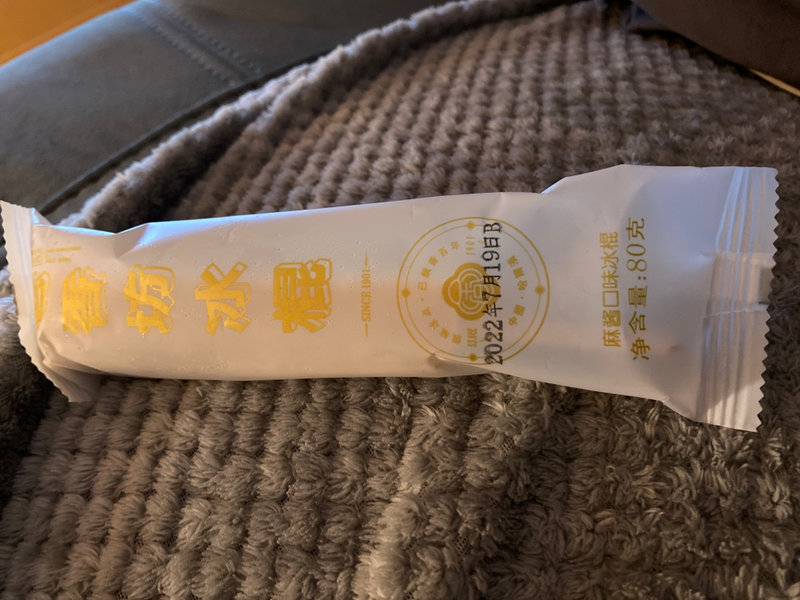 香坊冰棍
SINCE 1901
2022年7月19日B
麻酱口味冰棍
净含量:80克